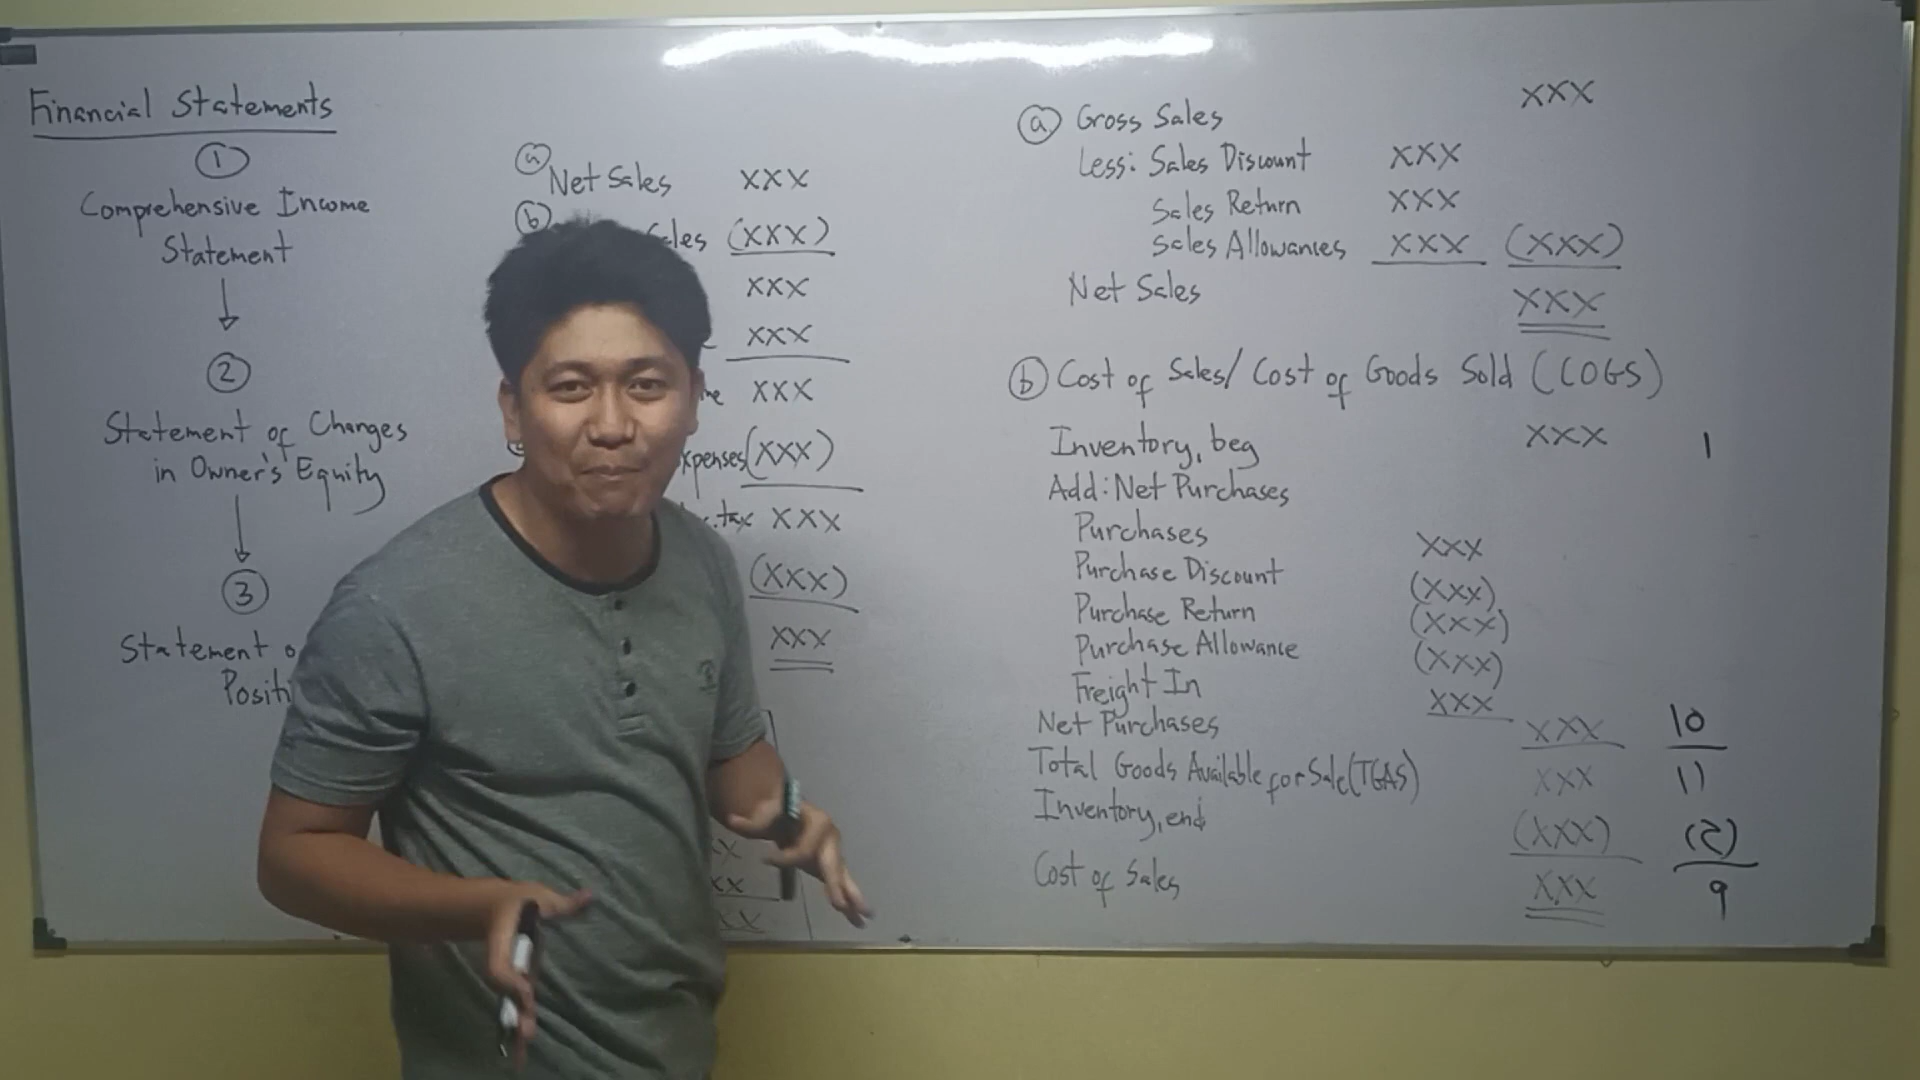 Financial Statements
1
Comprehensive Income
Statement
2
Statement of Changes
in Owner's Equity
3
Statement
Positi
a
Net Sales XXX
b
les (XXX)
XXX
XXX
me XXX
xpenses (XXX)
tax XXX
(XXX)
XXX
XX
XX
XX
a Gross Sales XXX
Less: Sales Discount XXX
Sales Return XXX
Sales Allowances XXX (XXX)
Net Sales XXX
b Cost of Sales/ Cost of Goods Sold (COGS)
Inventory, beg XXX 1
Add: Net Purchases
Purchases XXX
Purchase Discount (XXX)
Purchase Return (XXX)
Purchase Allowance (XXX)
Freight In XXX
Net Purchases XXX 10
Total Goods Available for Sale (TGAS) XXX 11
Inventory, end (XXX) (2)
Cost of Sales XXX 9